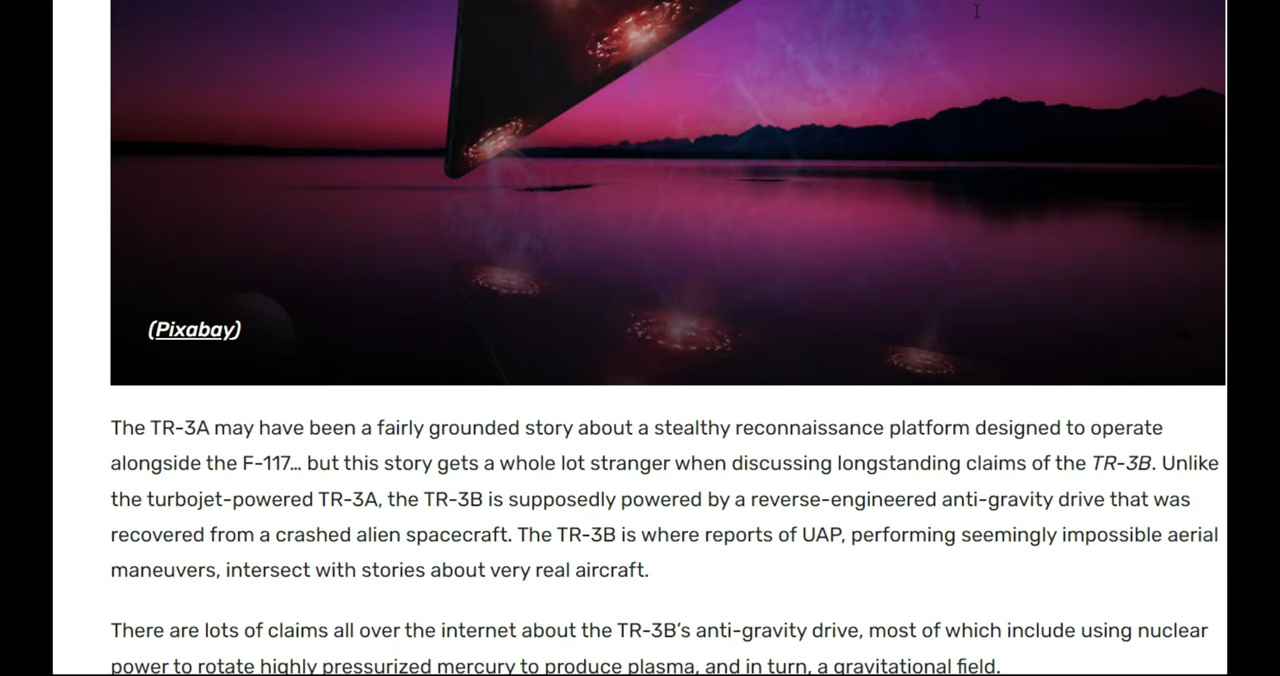 (Pixabay)
The TR-3A may have been a fairly grounded story about a stealthy reconnaissance platform designed to operate
alongside the F-117... but this story gets a whole lot stranger when discussing longstanding claims of the TR-3B. Unlike
the turbojet-powered TR-3A, the TR-3B is supposedly powered by a reverse-engineered anti-gravity drive that was
recovered from a crashed alien spacecraft. The TR-3B is where reports of UAP, performing seemingly impossible aerial
maneuvers, intersect with stories about very real aircraft.
There are lots of claims all over the internet about the TR-3B’s anti-gravity drive, most of which include using nuclear
power to rotate highly pressurized mercury to produce plasma, and in turn, a gravitational field.